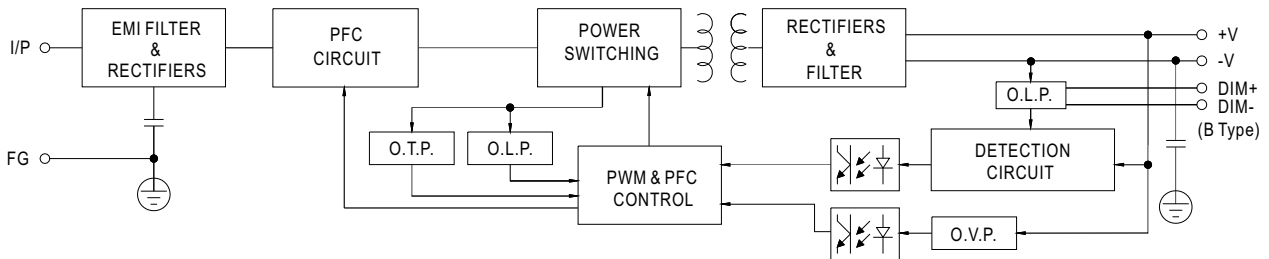 I/P
EMI FILTER
&
RECTIFIERS
PFC
CIRCUIT
POWER
SWITCHING
RECTIFIERS
&
FILTER
+V
-V
DIM+
DIM-
(B Type)
O.L.P.
FG
O.T.P.
O.L.P.
PWM & PFC
CONTROL
DETECTION
CIRCUIT
O.V.P.